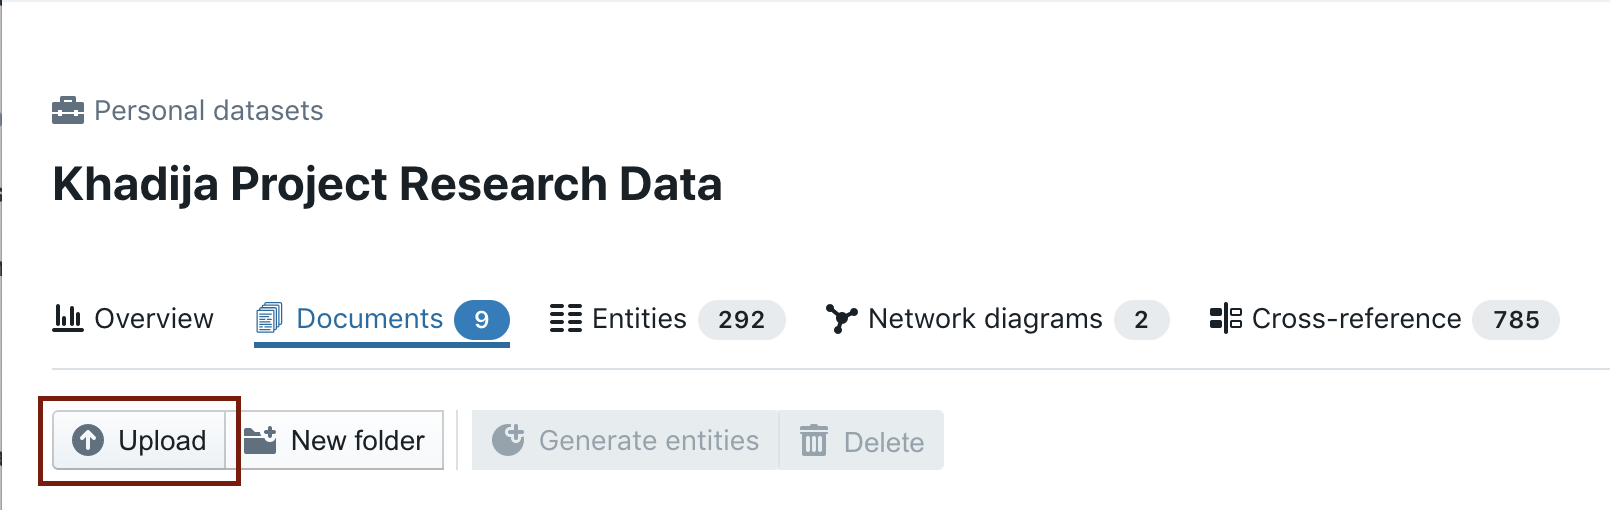 Personal datasets
Khadija Project Research Data
Overview Documents 9 Entities 292 Network diagrams 2 Cross-reference 785
Upload New folder Generate entities Delete